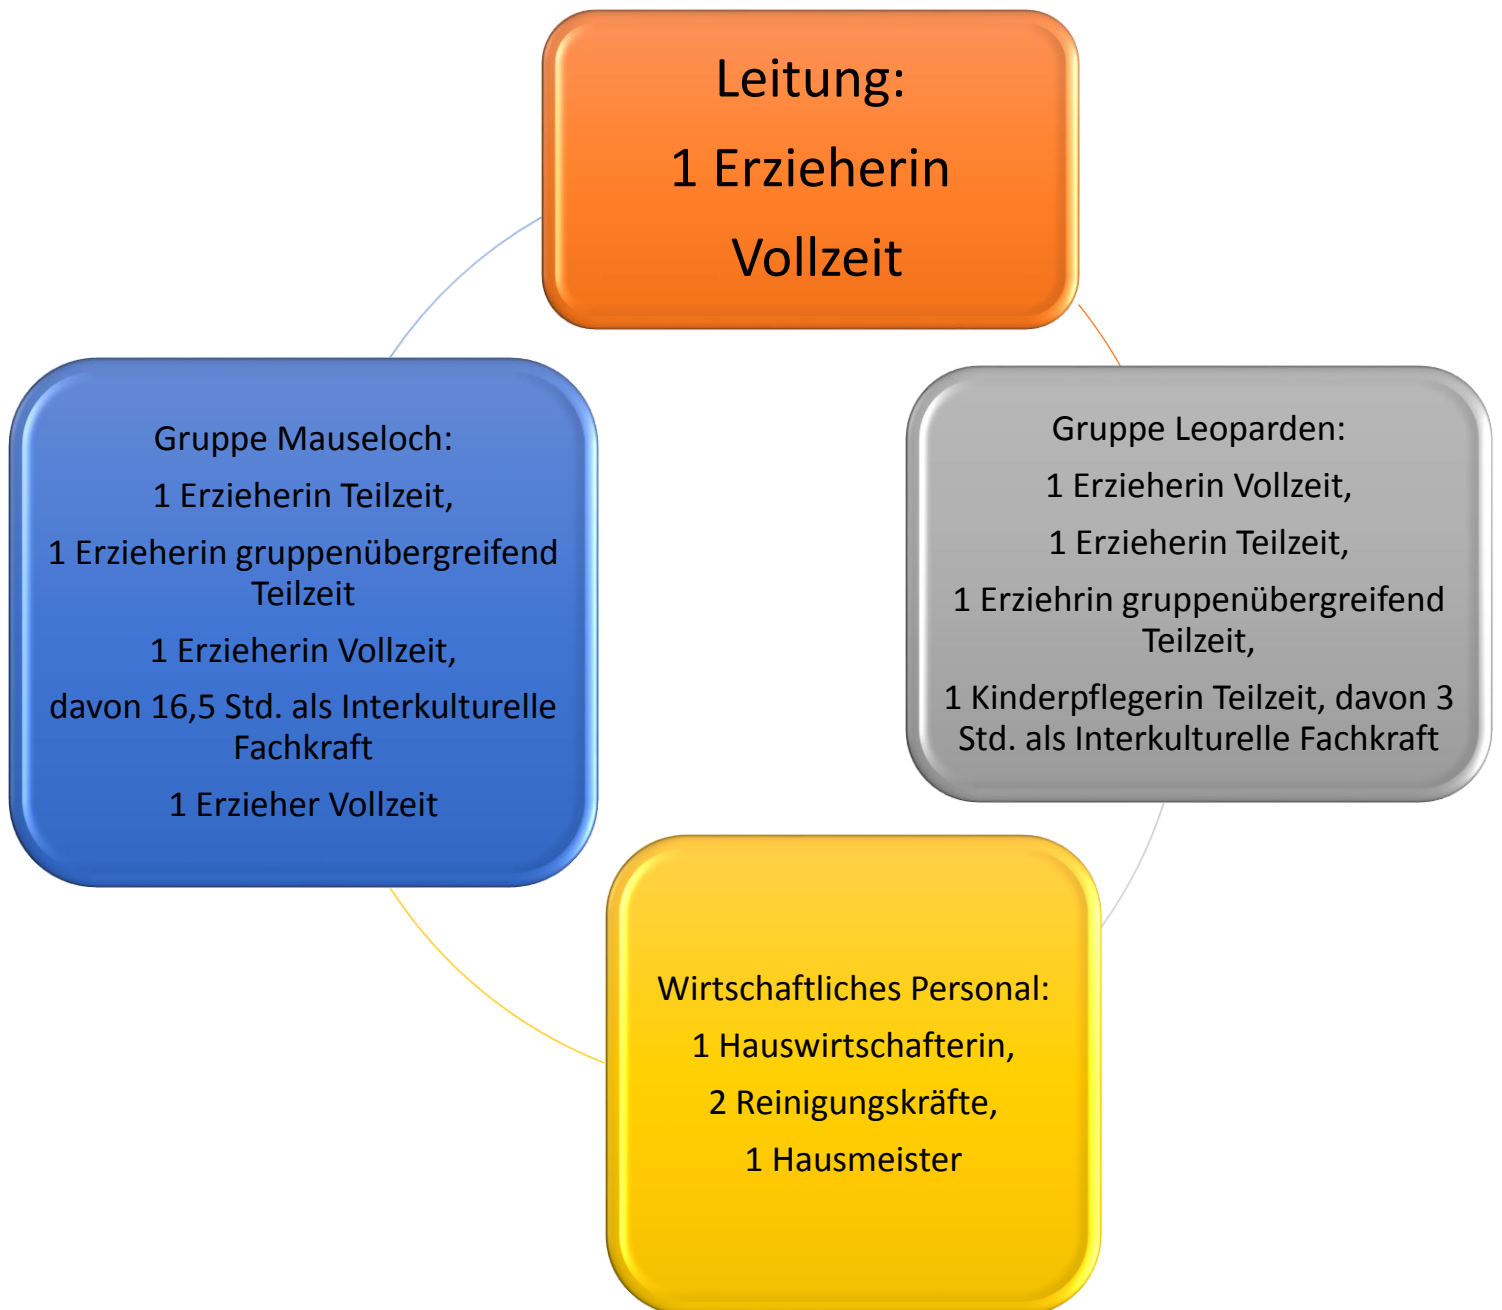 Leitung:
1 Erzieherin
Vollzeit
Gruppe Mauseloch:
1 Erzieherin Teilzeit,
1 Erzieherin gruppenübergreifend
Teilzeit
1 Erzieherin Vollzeit,
davon 16,5 Std. als Interkulturelle
Fachkraft
1 Erzieher Vollzeit
Gruppe Leoparden:
1 Erzieherin Vollzeit,
1 Erzieherin Teilzeit,
1 Erziehrin gruppenübergreifend
Teilzeit,
1 Kinderpflegerin Teilzeit, davon 3
Std. als Interkulturelle Fachkraft
Wirtschaftliches Personal:
1 Hauswirtschafterin,
2 Reinigungskräfte,
1 Hausmeister